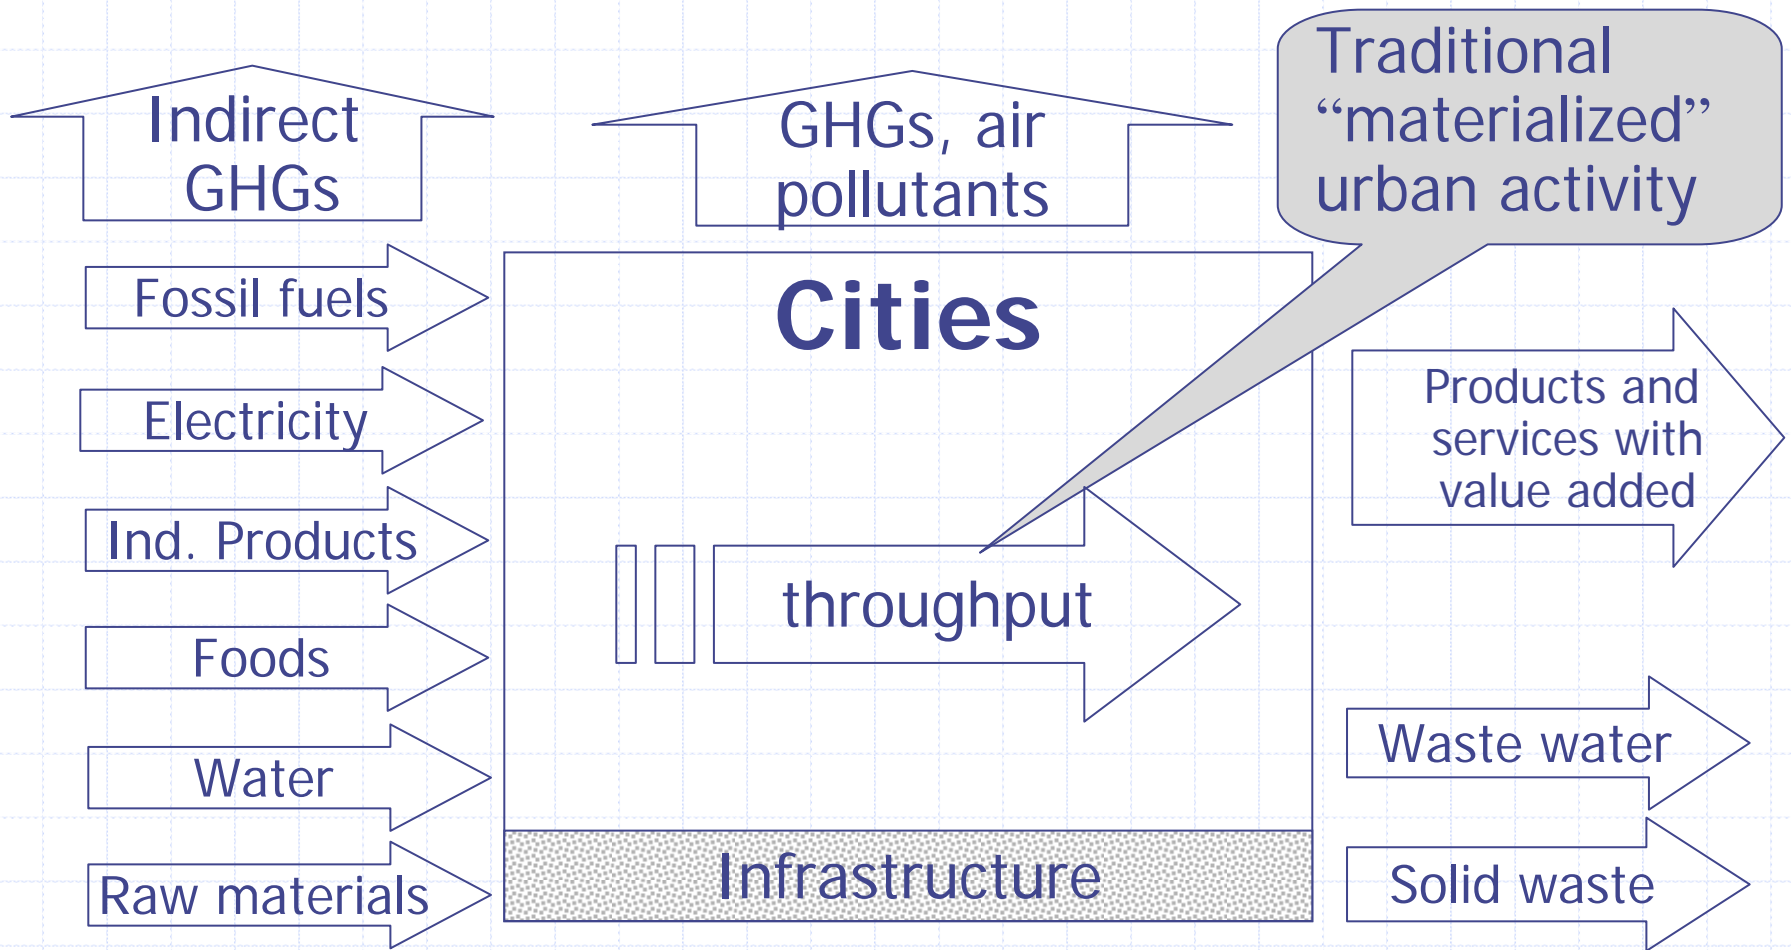 Indirect
GHGs
GHGs, air
pollutants
Traditional
“materialized”
urban activity
Fossil fuels
Electricity
Ind. Products
Foods
Water
Raw materials
Cities
throughput
Infrastructure
Products and
services with
value added
Waste water
Solid waste